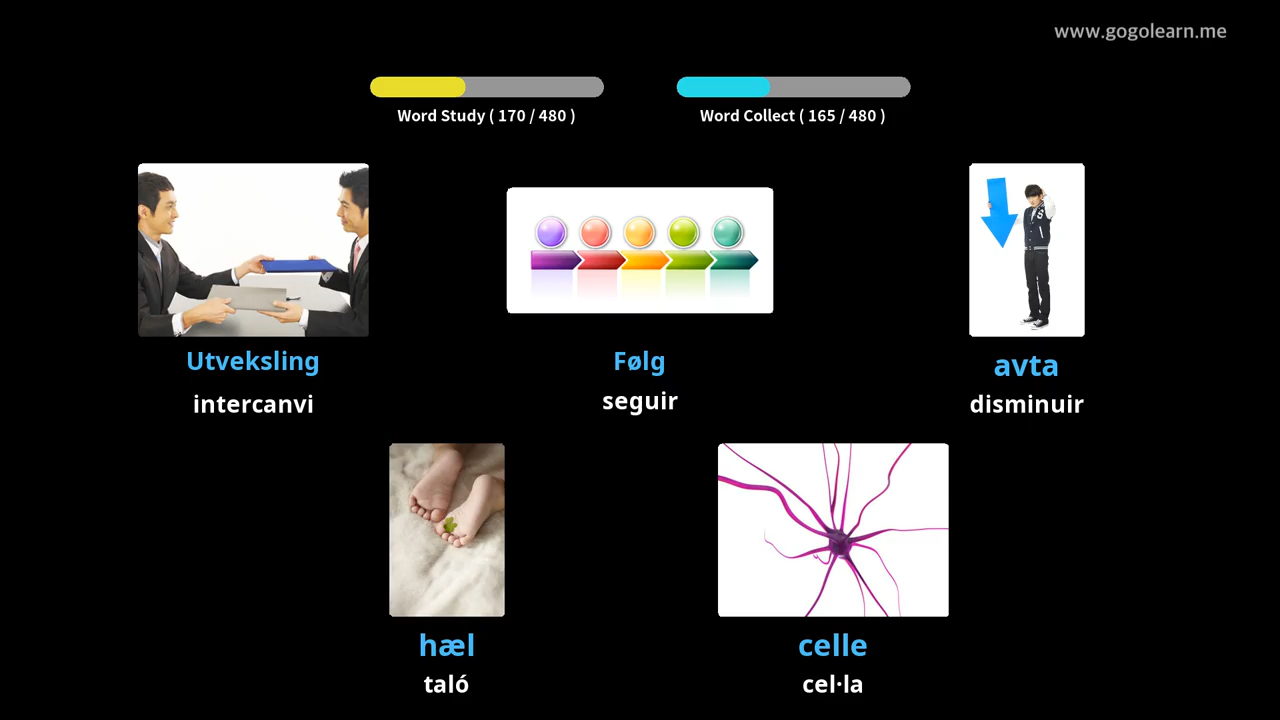 www.gogolearn.me
Word Study ( 170 / 480 )
Word Collect ( 165 / 480 )
Utveksling
intercanvi
Følg
seguir
S
avta
disminuir
hæl
taló
celle
cel·la